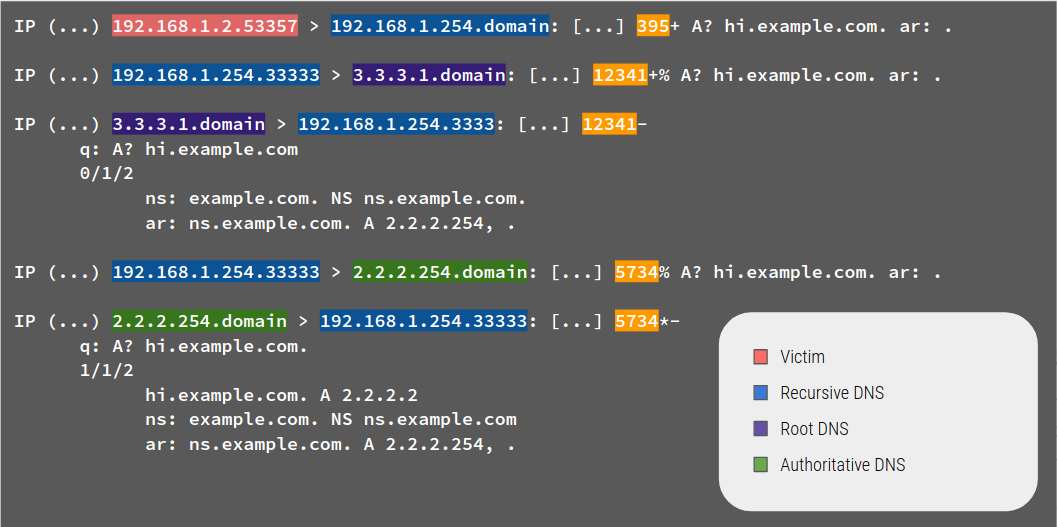 IP (...) 192.168.1.2.53357 > 192.168.1.254.domain: [...] 395+ A? hi.example.com. ar: .
IP (...) 192.168.1.254.33333 > 3.3.3.1.domain: [...] 12341+% A? hi.example.com. ar: .
IP (...) 3.3.3.1.domain > 192.168.1.254.3333: [...] 12341-
q: A? hi.example.com
0/1/2
ns: example.com. NS ns.example.com.
ar: ns.example.com. A 2.2.2.254, .
IP (...) 192.168.1.254.33333 > 2.2.2.254.domain: [...] 5734% A? hi.example.com. ar: .
IP (...) 2.2.2.254.domain > 192.168.1.254.33333: [...] 5734*-
q: A? hi.example.com.
1/1/2
hi.example.com. A 2.2.2.2
ns: example.com. NS ns.example.com
ar: ns.example.com. A 2.2.2.254, .
Victim
Recursive DNS
Root DNS
Authoritative DNS